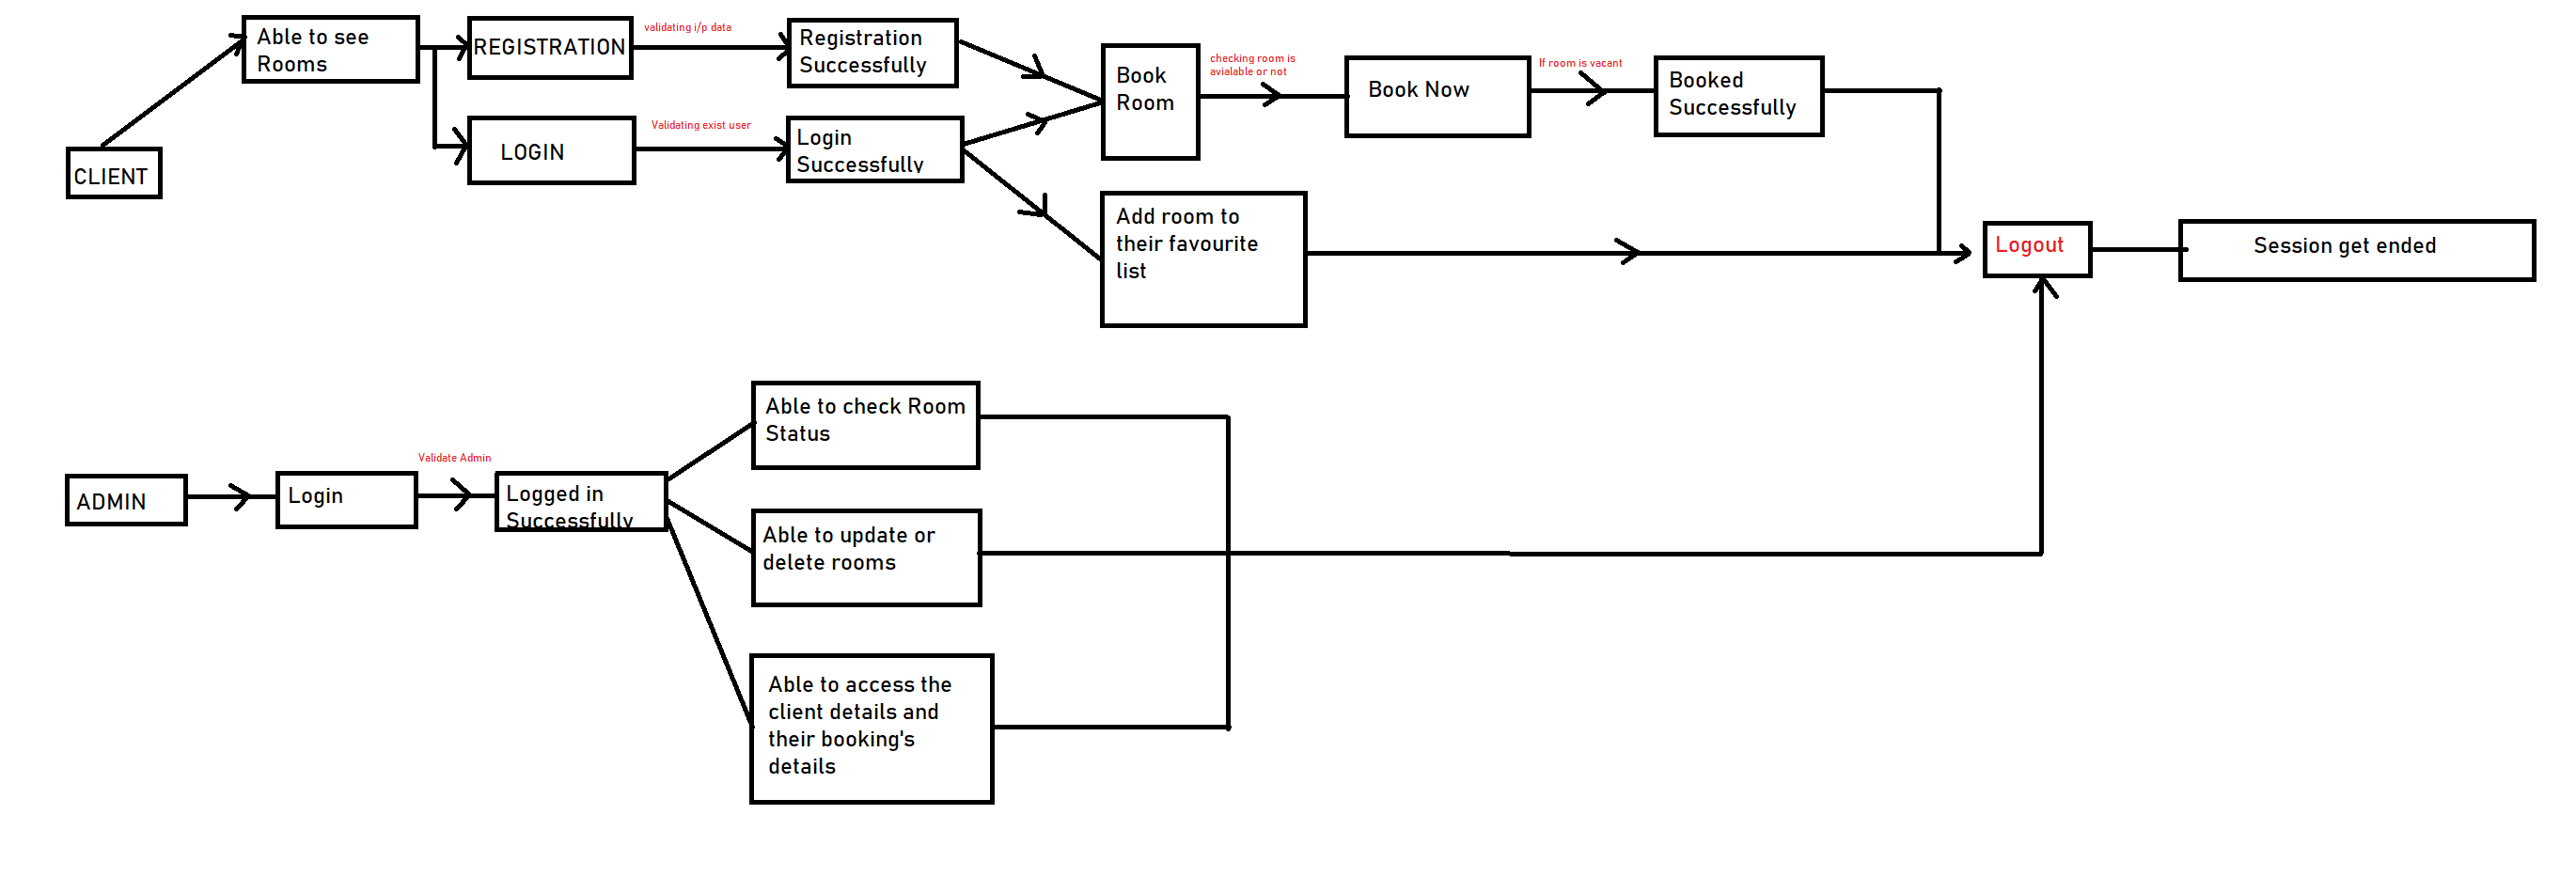 Able to see
Rooms
REGISTRATION
validating i/p data
Registration
Successfully
Book
Room
checking room is
avialable or not
Book Now
If room is vacant
Booked
Successfully
CLIENT
LOGIN
Validating exist user
Login
Successfully
Add room to
their favourite
list
Logout
Session get ended
Able to check Room
Status
ADMIN
Login
Validate Admin
Logged in
Successfully
Able to update or
delete rooms
Able to access the
client details and
their booking's
details